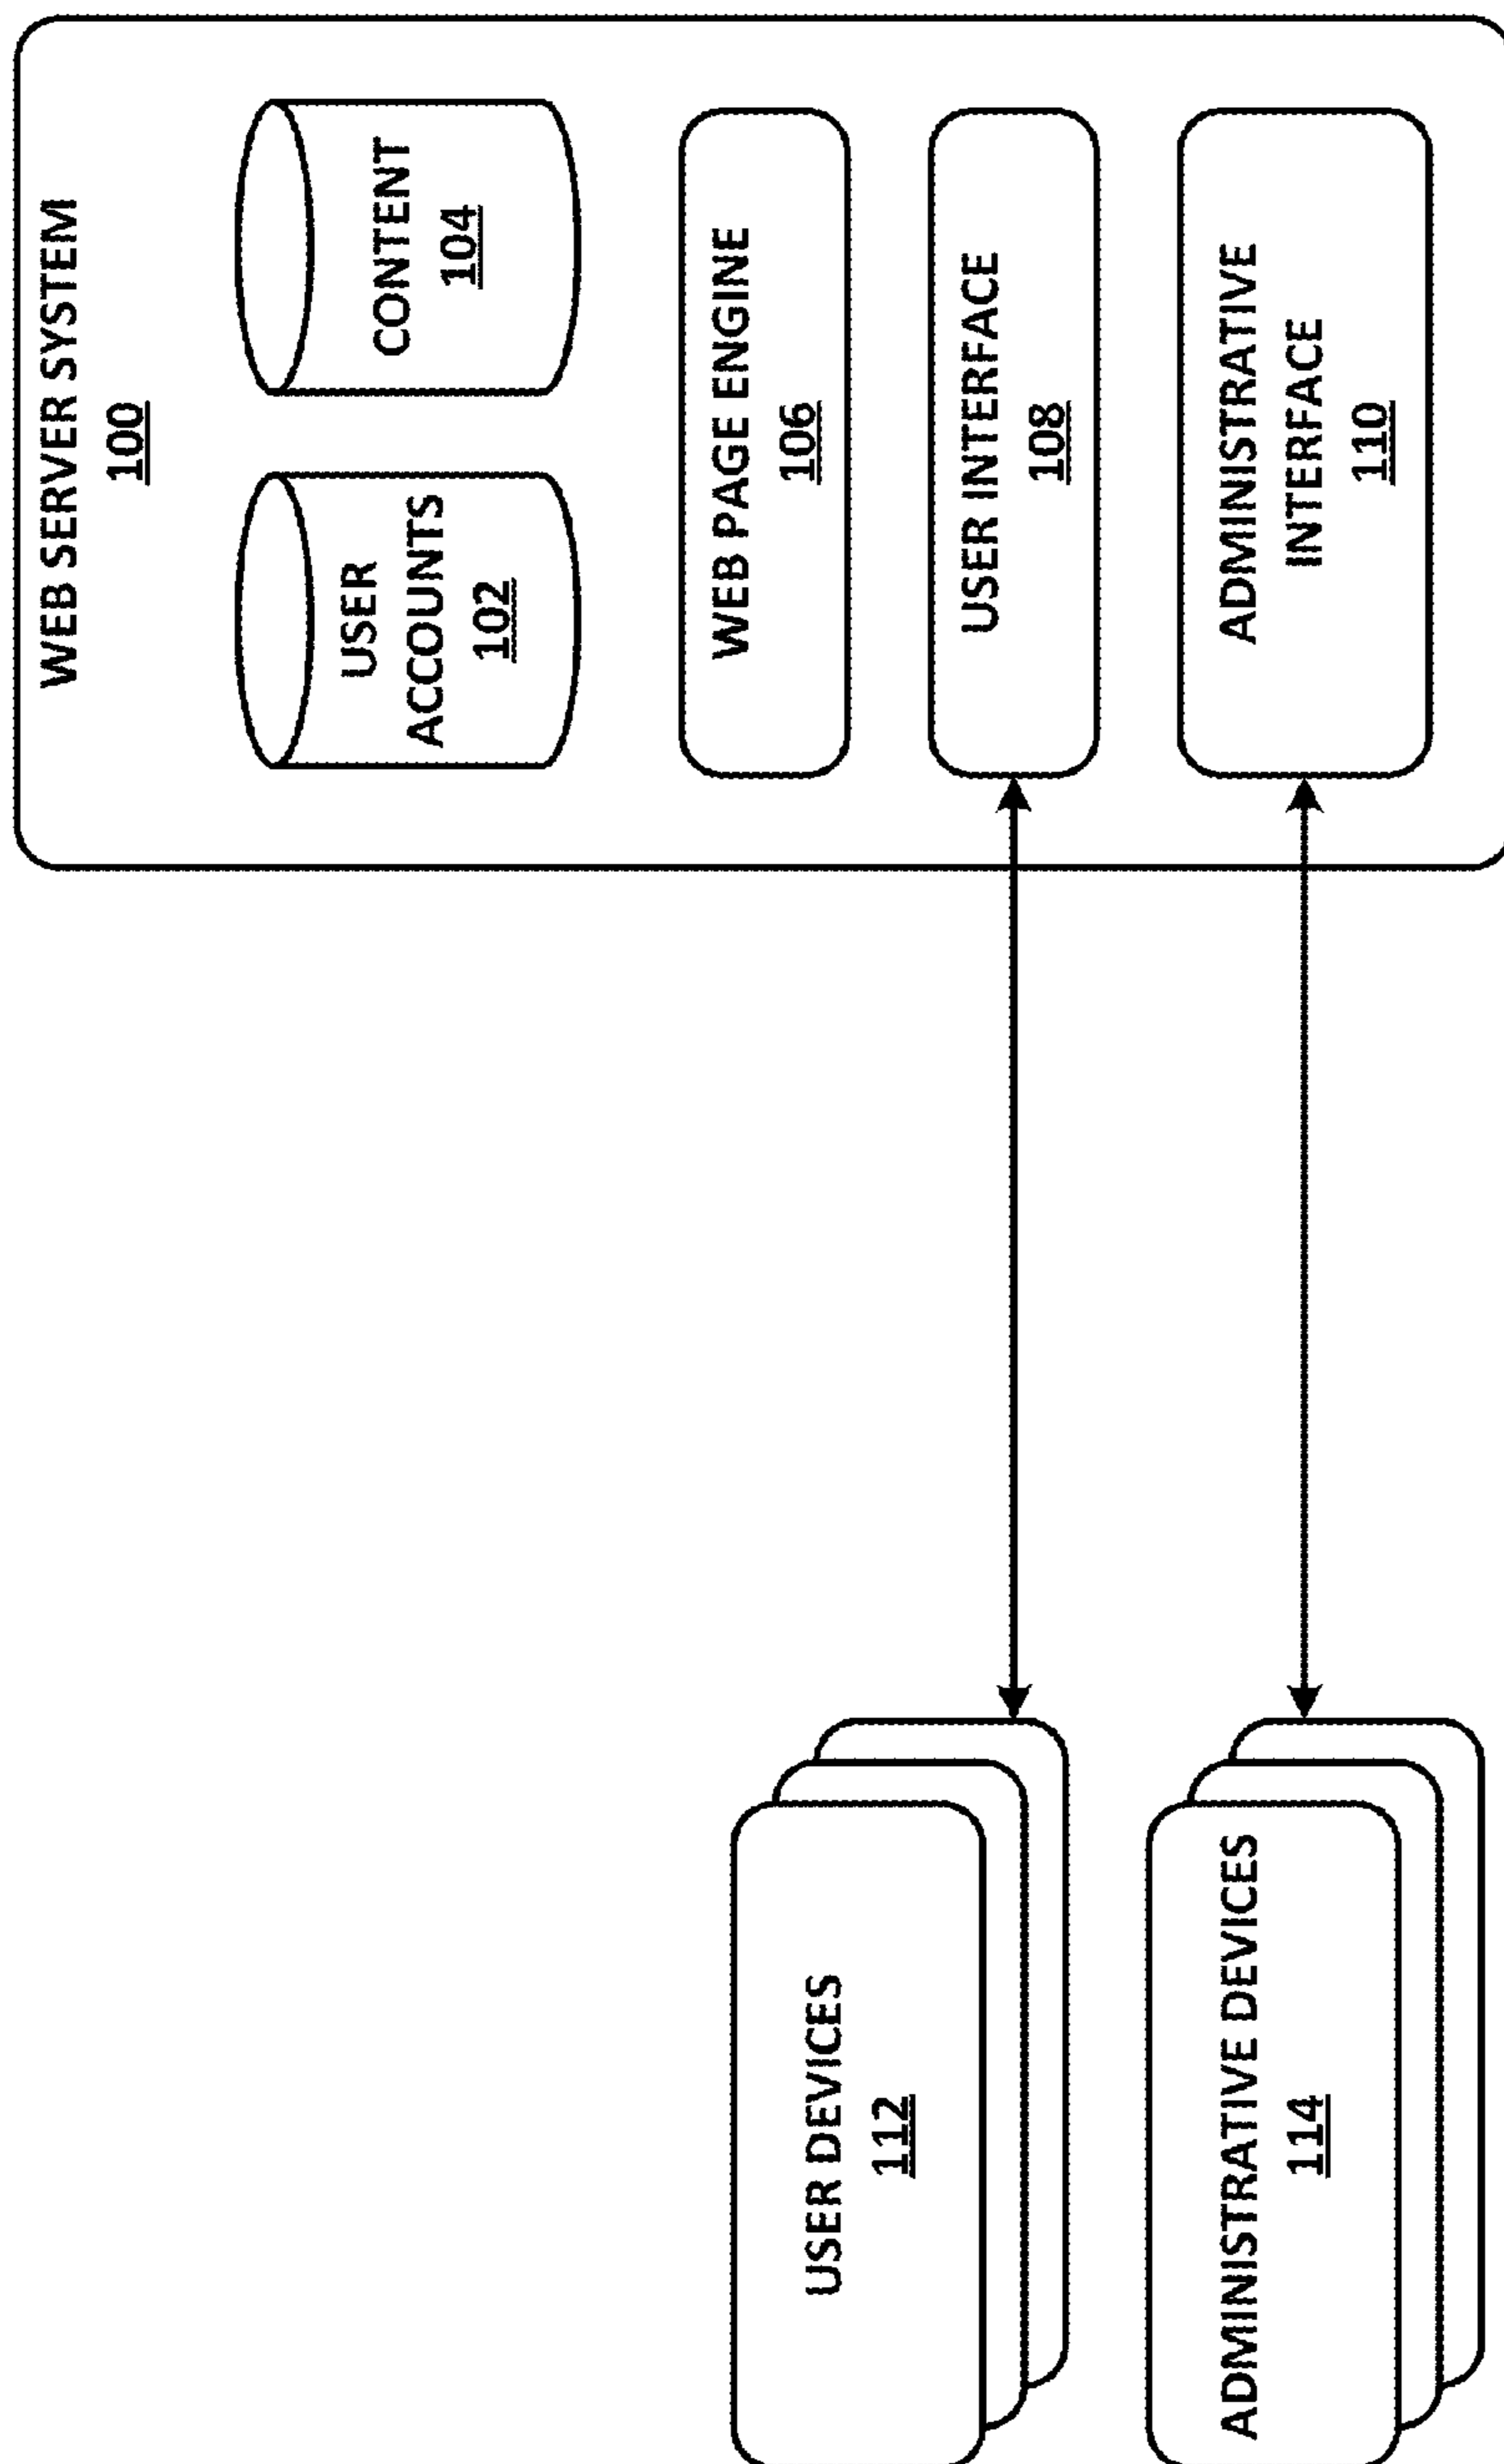 WEB SERVER SYSTEM
100
USER
ACCOUNTS
102
CONTENT
104
WEB PAGE ENGINE
106
USER INTERFACE
108
ADMINISTRATIVE
INTERFACE
110
USER DEVICES
112
ADMINISTRATIVE DEVICES
114